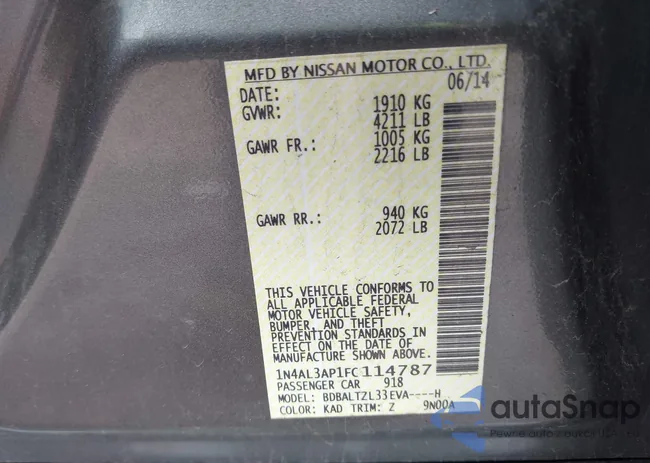 MFD BY NISSAN MOTOR CO., LTD.
DATE: 06/14
GVWR: 1910 KG
4211 LB
GAWR FR.: 1005 KG
2216 LB
GAWR RR.: 940 KG
2072 LB
THIS VEHICLE CONFORMS TO
ALL APPLICABLE FEDERAL
MOTOR VEHICLE SAFETY,
BUMPER, AND THEFT
PREVENTION STANDARDS IN
EFFECT ON THE DATE OF
MANUFACTURE SHOWN ABOVE.
1N4AL3AP1FC114787
PASSENGER CAR 918
MODEL: BDBALTZL33EVA----H
COLOR: KAD TRIM: Z 9N00A
autoSnap
Pewne auto z USA